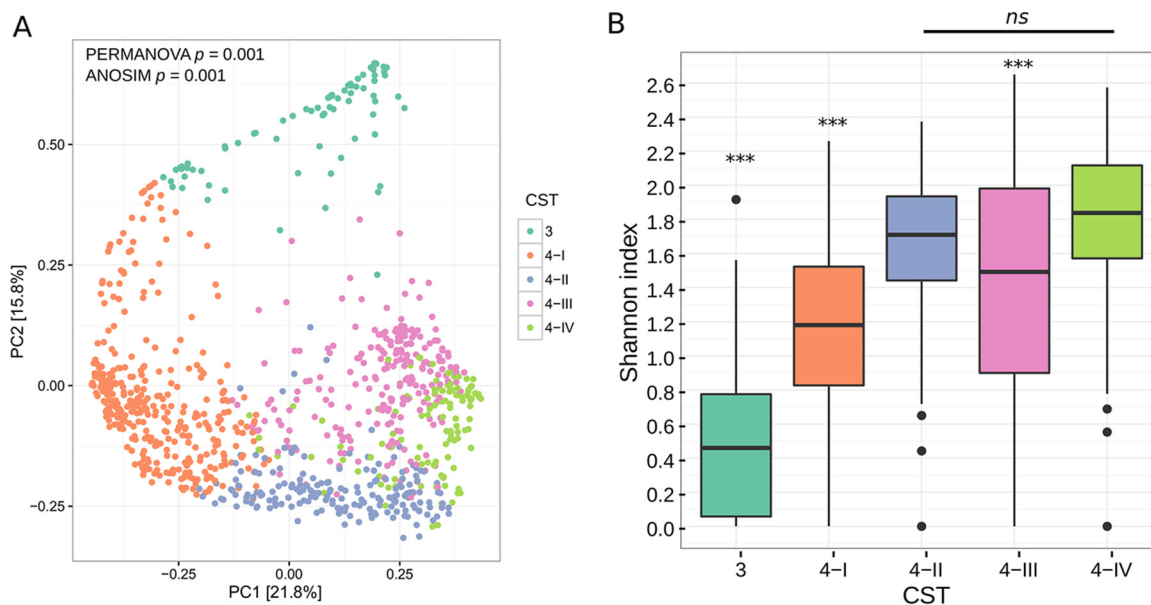 A
PERMANOVA p = 0.001
ANOSIM p = 0.001
0.50
0.25
0.00
−0.25
PC2 [15.8%]
−0.25 0.00 0.25
PC1 [21.8%]
CST
3
4−I
4−II
4−III
4−IV
B
ns
*** *** ***
2.6
2.4
2.2
2.0
1.8
1.6
1.4
1.2
1.0
0.8
0.6
0.4
0.2
0.0
Shannon index
3 4−I 4−II 4−III 4−IV
CST